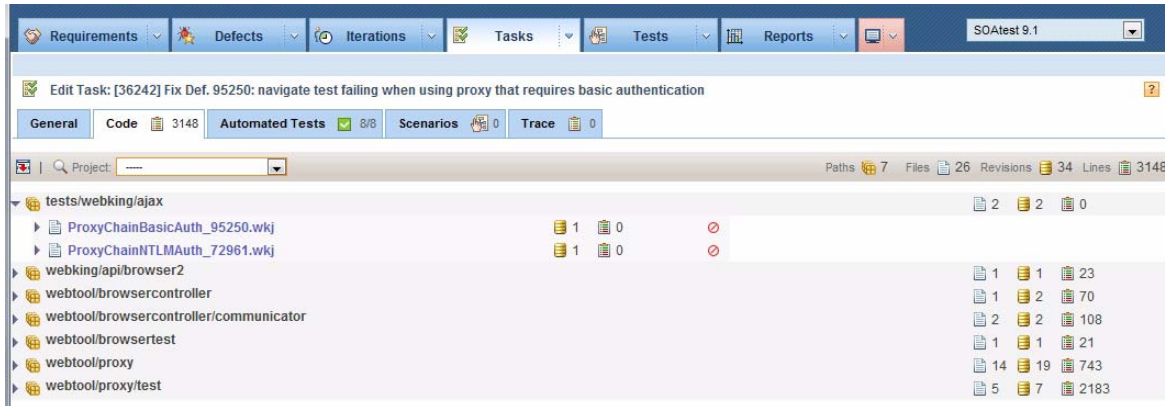 Requirements Defects Iterations Tasks Tests Reports SOAtest 9.1
Edit Task: [36242] Fix Def. 95250: navigate test failing when using proxy that requires basic authentication ?
General Code 3148 Automated Tests 8/8 Scenarios 0 Trace 0
Project: ----- Paths 7 Files 26 Revisions 34 Lines 3148
tests/webking/ajax 2 2 0
ProxyChainBasicAuth_95250.wkj 1 0
ProxyChainNTLMAuth_72961.wkj 1 0
webking/api/browser2 1 1 23
webtool/browsercontroller 1 2 70
webtool/browsercontroller/communicator 2 2 108
webtool/browsertest 1 1 21
webtool/proxy 14 19 743
webtool/proxy/test 5 7 2183